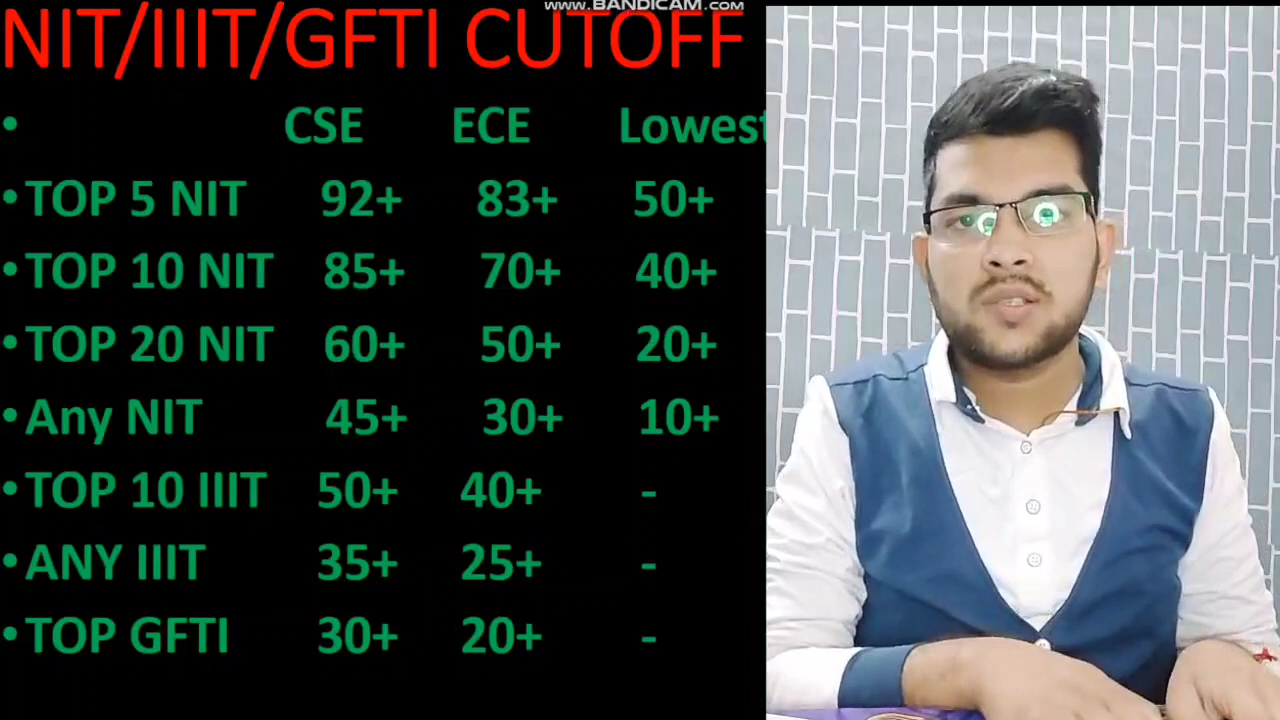 www.BANDICAM.com
NIT/IIIT/GFTI CUTOFF
• CSE ECE Lowest
• TOP 5 NIT 92+ 83+ 50+
• TOP 10 NIT 85+ 70+ 40+
• TOP 20 NIT 60+ 50+ 20+
• Any NIT 45+ 30+ 10+
• TOP 10 IIIT 50+ 40+ -
• ANY IIIT 35+ 25+ -
• TOP GFTI 30+ 20+ -